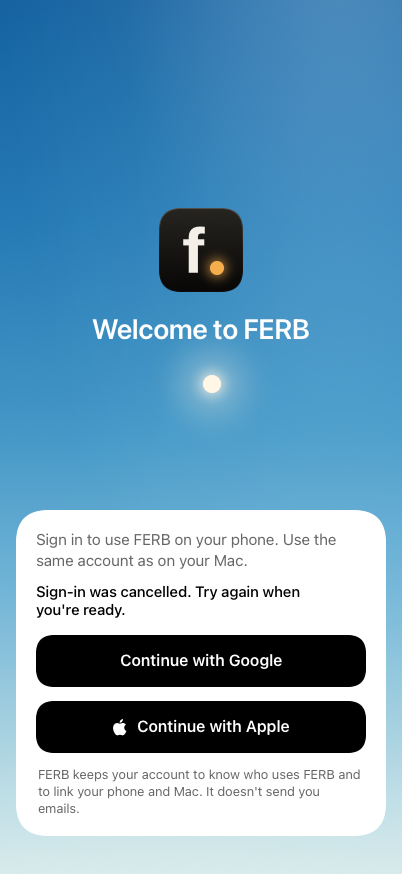 f.
Welcome to FERB
Sign in to use FERB on your phone. Use the
same account as on your Mac.
Sign-in was cancelled. Try again when
you're ready.
Continue with Google
Continue with Apple
FERB keeps your account to know who uses FERB and
to link your phone and Mac. It doesn't send you
emails.